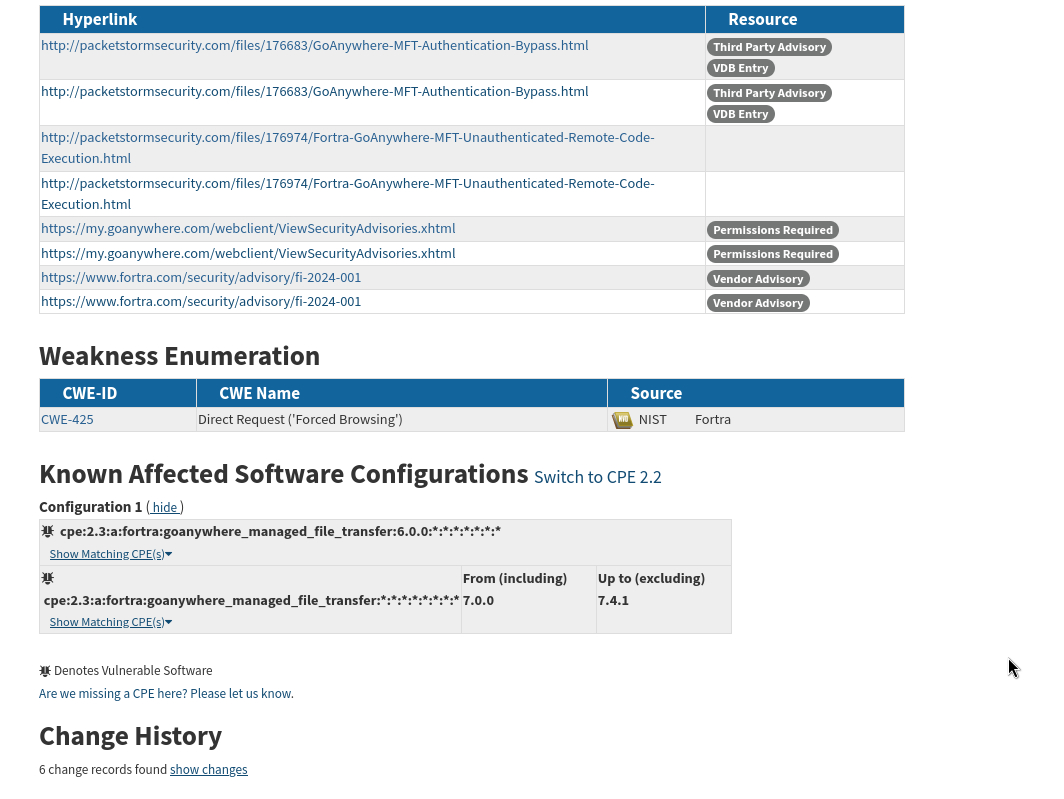 Hyperlink Resource
http://packetstormsecurity.com/files/176683/GoAnywhere-MFT-Authentication-Bypass.html Third Party Advisory
VDB Entry
http://packetstormsecurity.com/files/176683/GoAnywhere-MFT-Authentication-Bypass.html Third Party Advisory
VDB Entry
http://packetstormsecurity.com/files/176974/Fortra-GoAnywhere-MFT-Unauthenticated-Remote-Code-
Execution.html
http://packetstormsecurity.com/files/176974/Fortra-GoAnywhere-MFT-Unauthenticated-Remote-Code-
Execution.html
https://my.goanywhere.com/webclient/ViewSecurityAdvisories.xhtml Permissions Required
https://my.goanywhere.com/webclient/ViewSecurityAdvisories.xhtml Permissions Required
https://www.fortra.com/security/advisory/fi-2024-001 Vendor Advisory
https://www.fortra.com/security/advisory/fi-2024-001 Vendor Advisory
Weakness Enumeration
CWE-ID CWE Name Source
CWE-425 Direct Request ('Forced Browsing') NIST Fortra
Known Affected Software Configurations Switch to CPE 2.2
Configuration 1 ( hide )
cpe:2.3:a:fortra:goanywhere_managed_file_transfer:6.0.0:*:*:*:*:*:*:*
Show Matching CPE(s)
From (including) Up to (excluding)
cpe:2.3:a:fortra:goanywhere_managed_file_transfer:*:*:*:*:*:*:*:* 7.0.0 7.4.1
Show Matching CPE(s)
Denotes Vulnerable Software
Are we missing a CPE here? Please let us know.
Change History
6 change records found show changes